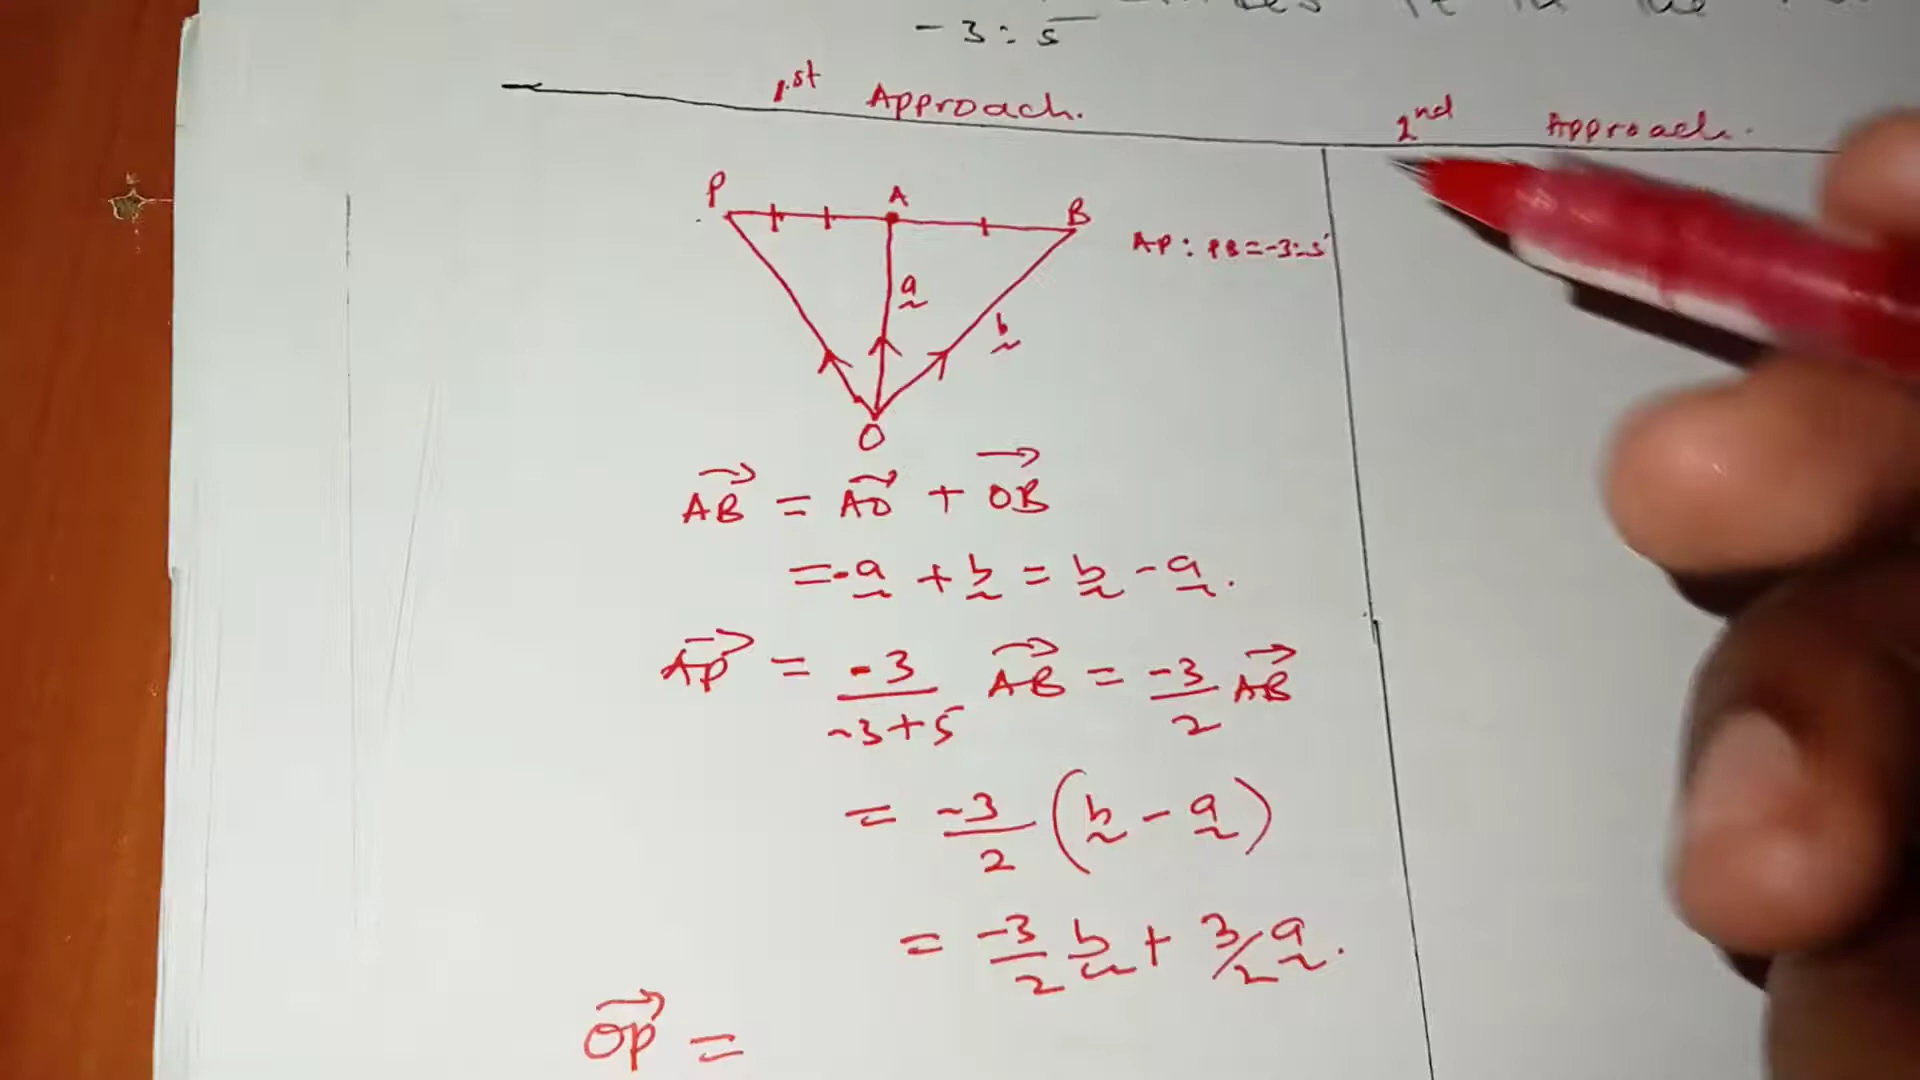 -3:5
1st Approach.
2nd Approach.
P A B
AP : PB = -3:5
a
b
O
AB = AO + OB
= -a + b = b - a.
AP = -3/-3+5 AB = -3/2 AB
= -3/2 (b - a)
= -3/2 b + 3/2 a.
OP =